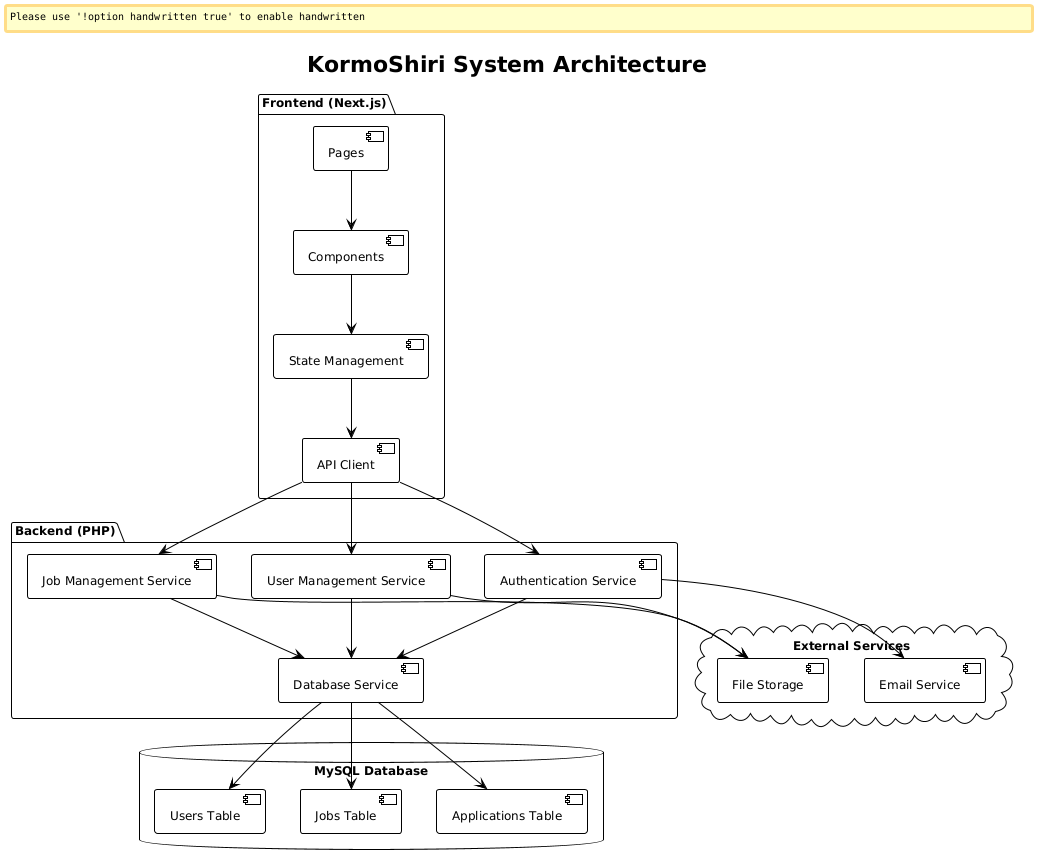 Please use '!option handwritten true' to enable handwritten
KormoShiri System Architecture
Frontend (Next.js)
Pages
Components
State Management
API Client
Backend (PHP)
Job Management Service
User Management Service
Authentication Service
External Services
Database Service
File Storage
Email Service
MySQL Database
Users Table
Jobs Table
Applications Table